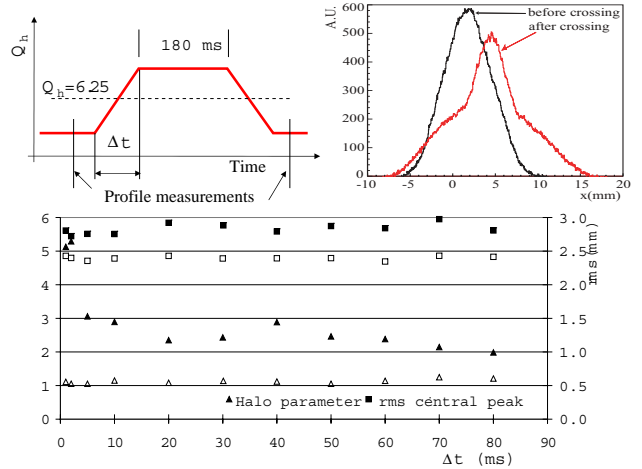 Q_h
180 ms
Q_h=6.25
Δt
Time
Profile measurements
A.U.
600
500
400
300
200
100
0
before crossing
after crossing
-10 -5 0 5 10 15 20
x(mm)
6
5
4
3
2
1
0
3.0
2.5
2.0
1.5
1.0
0.5
0.0
rms(mm)
▲Halo parameter ■rms central peak
0 10 20 30 40 50 60 70 80 90
Δt (ms)